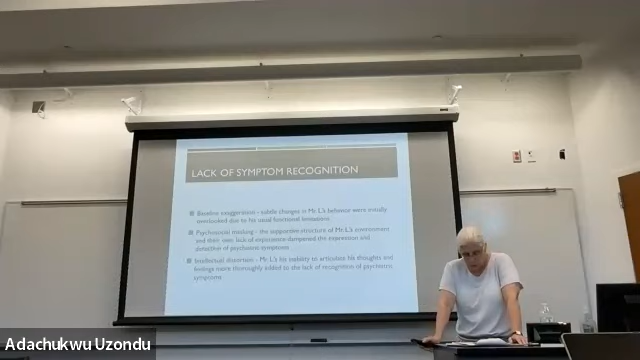 LACK OF SYMPTOM RECOGNITION
Baseline exaggeration - subtle changes in Mr. L's behavior were initially
overlooked due to his usual functional limitations
Psychosocial masking - the supportive structure of Mr. L's environment
and their own lack of experience dampened the expression and
detection of psychiatric symptoms
Intellectual distortion - Mr. L's his inability to articulate his thoughts and
feelings more thoroughly added to the lack of recognition of psychiatric
symptoms
Adachukwu Uzondu